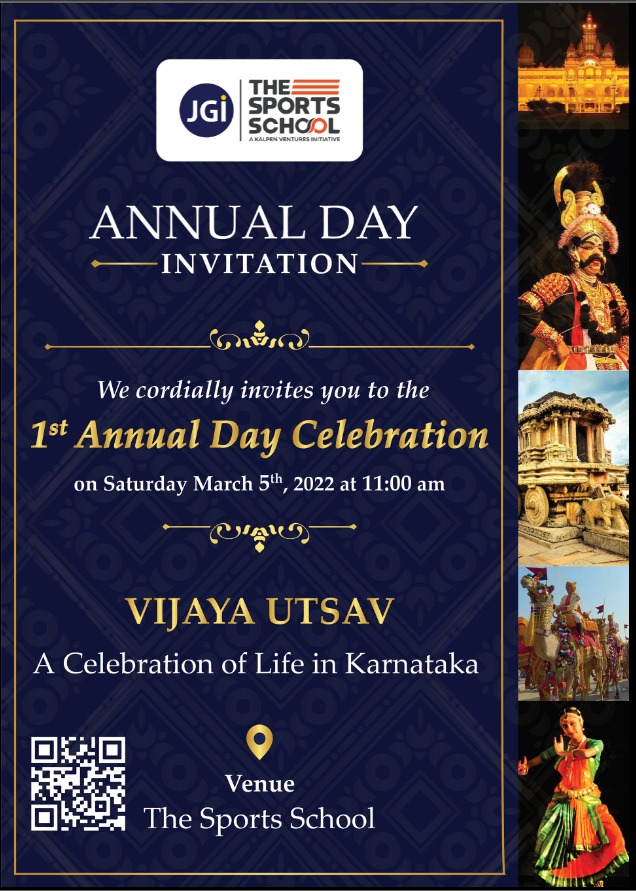 JGi
THE
SPORTS
SCHOOL
A KALPEN VENTURES INITIATIVE
ANNUAL DAY
INVITATION
We cordially invites you to the
1st Annual Day Celebration
on Saturday March 5th, 2022 at 11:00 am
VIJAYA UTSAV
A Celebration of Life in Karnataka
Venue
The Sports School